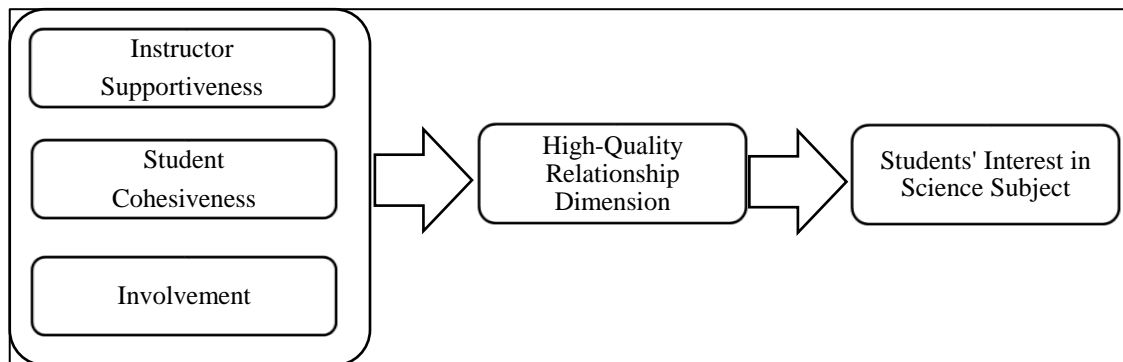 Instructor
Supportiveness
Student
Cohesiveness
Involvement
High-Quality
Relationship
Dimension
Students' Interest in
Science Subject